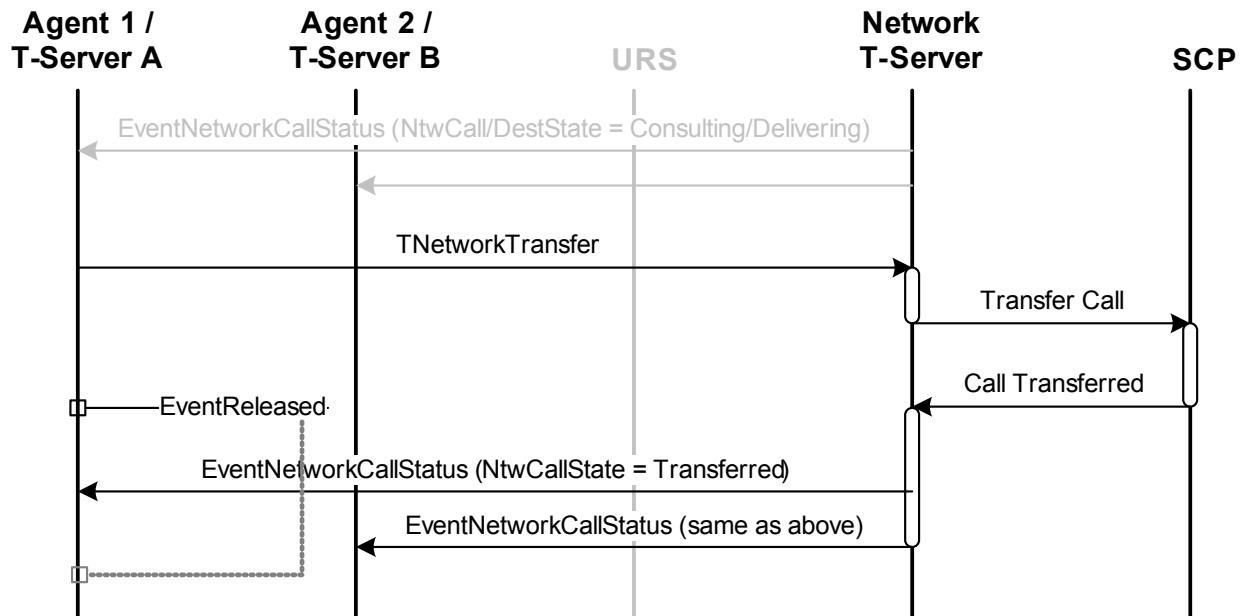 Agent 1 /
T-Server A
Agent 2 /
T-Server B
URS
Network
T-Server
SCP
EventNetworkCallStatus (NtwCall/DestState = Consulting/Delivering)
TNetworkTransfer
Transfer Call
Call Transferred
EventReleased
EventNetworkCallStatus (NtwCallState = Transferred)
EventNetworkCallStatus (same as above)